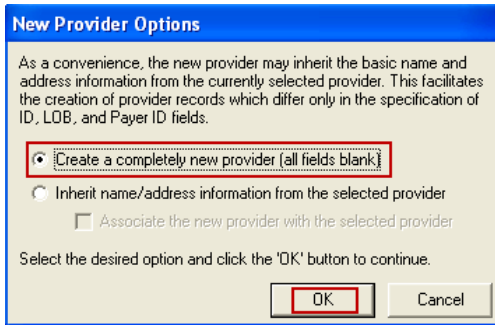 New Provider Options
As a convenience, the new provider may inherit the basic name and
address information from the currently selected provider. This facilitates
the creation of provider records which differ only in the specification of
ID, LOB, and Payer ID fields.
Create a completely new provider (all fields blank)
Inherit name/address information from the selected provider
Associate the new provider with the selected provider
Select the desired option and click the 'OK' button to continue.
OK Cancel